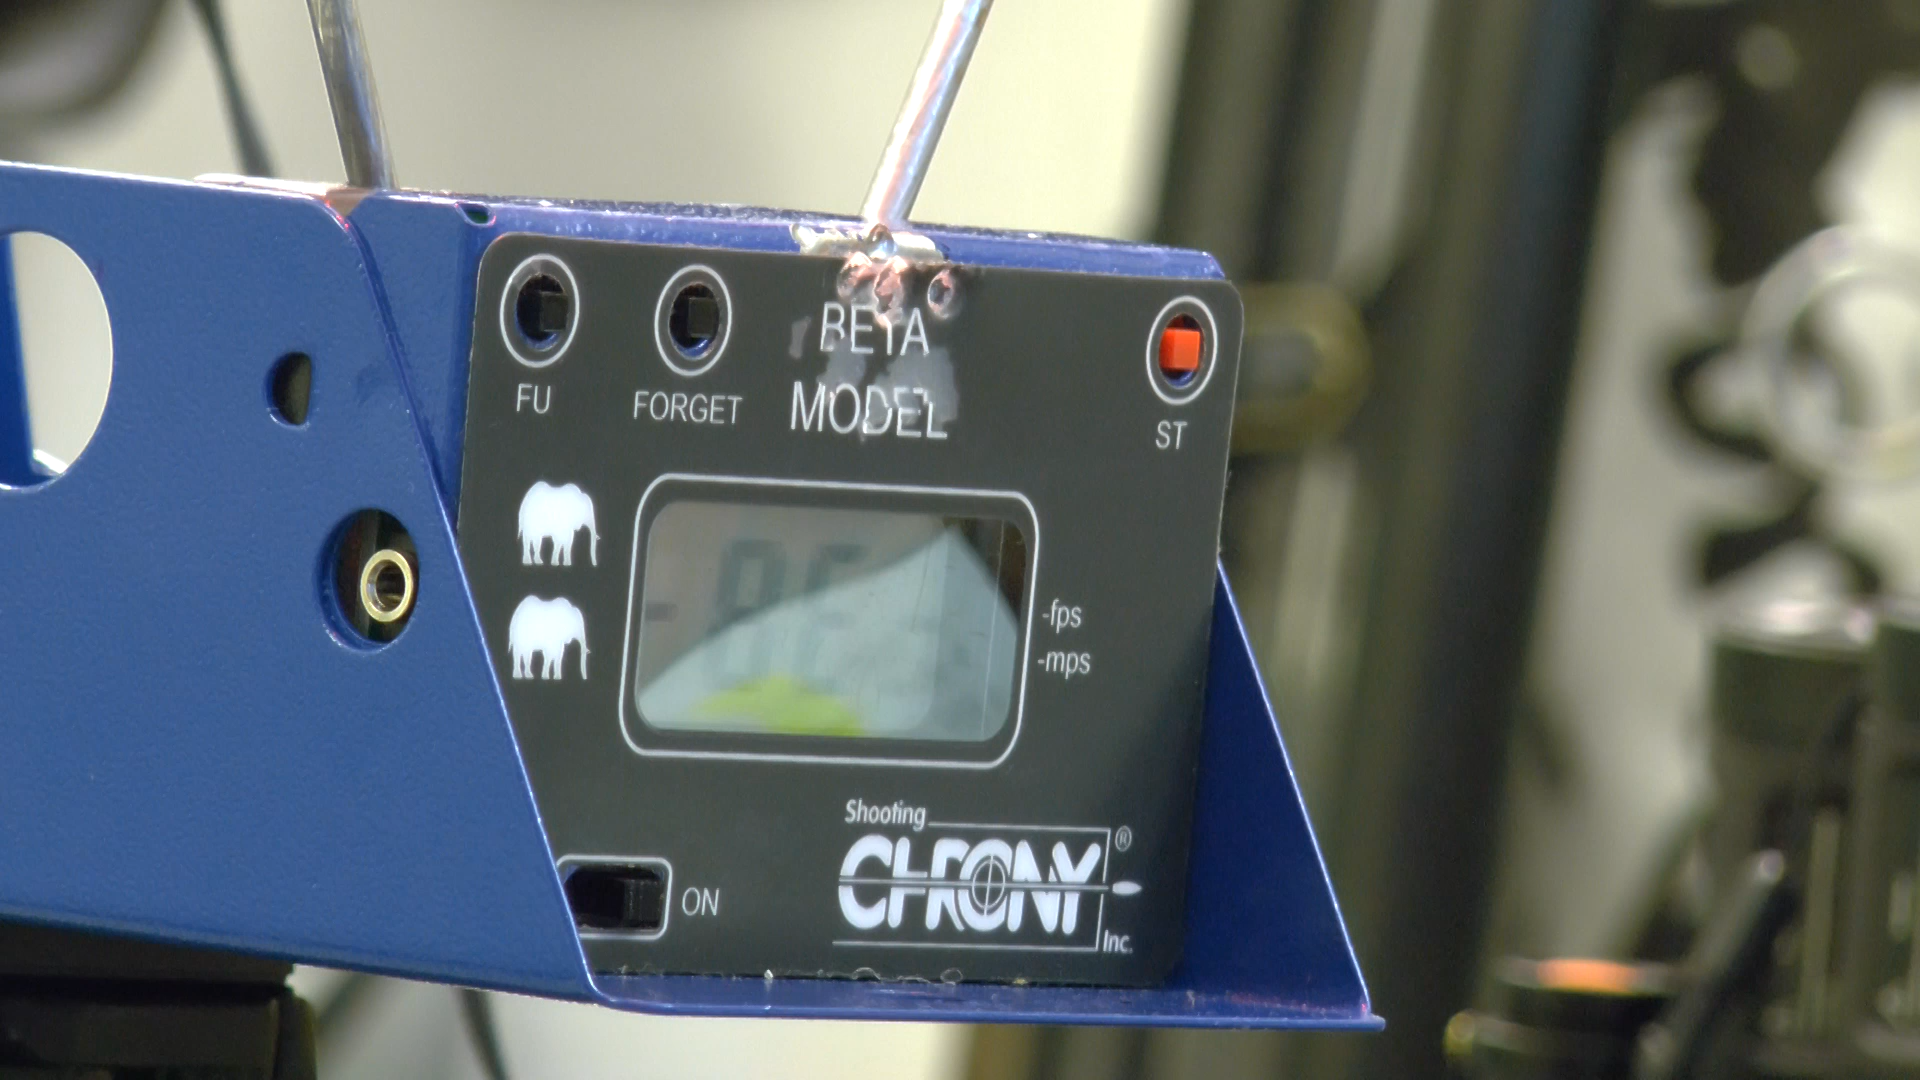 FU
FORGET
BETA
MODEL
ST
-fps
-mps
ON
Shooting
CHRONY®
Inc.